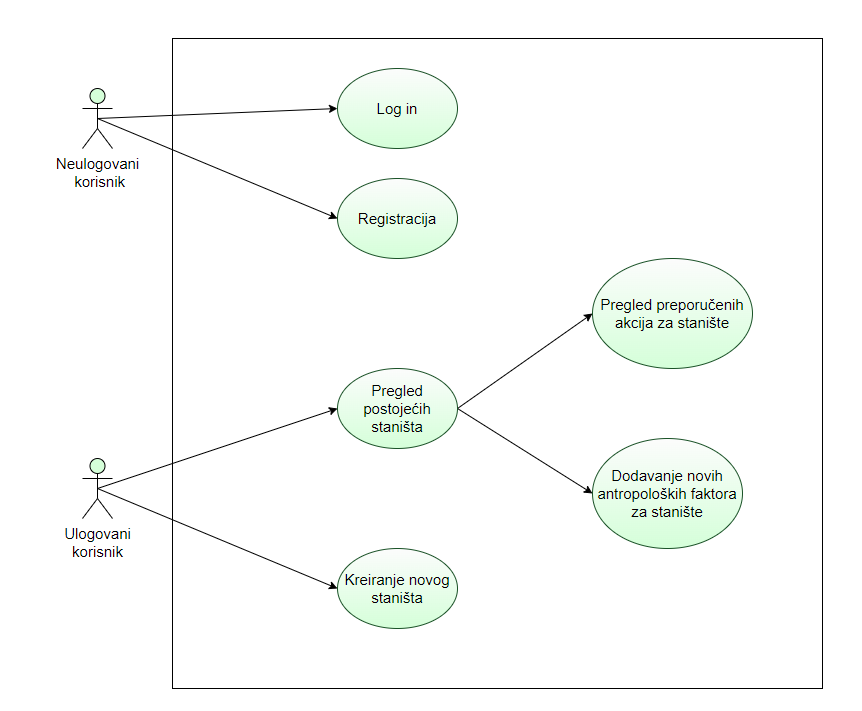 Log in
Neulogovani
korisnik
Registracija
Pregled preporučenih
akcija za stanište
Pregled
postojećih
staništa
Dodavanje novih
antropoloških faktora
za stanište
Ulogovani
korisnik
Kreiranje novog
staništa